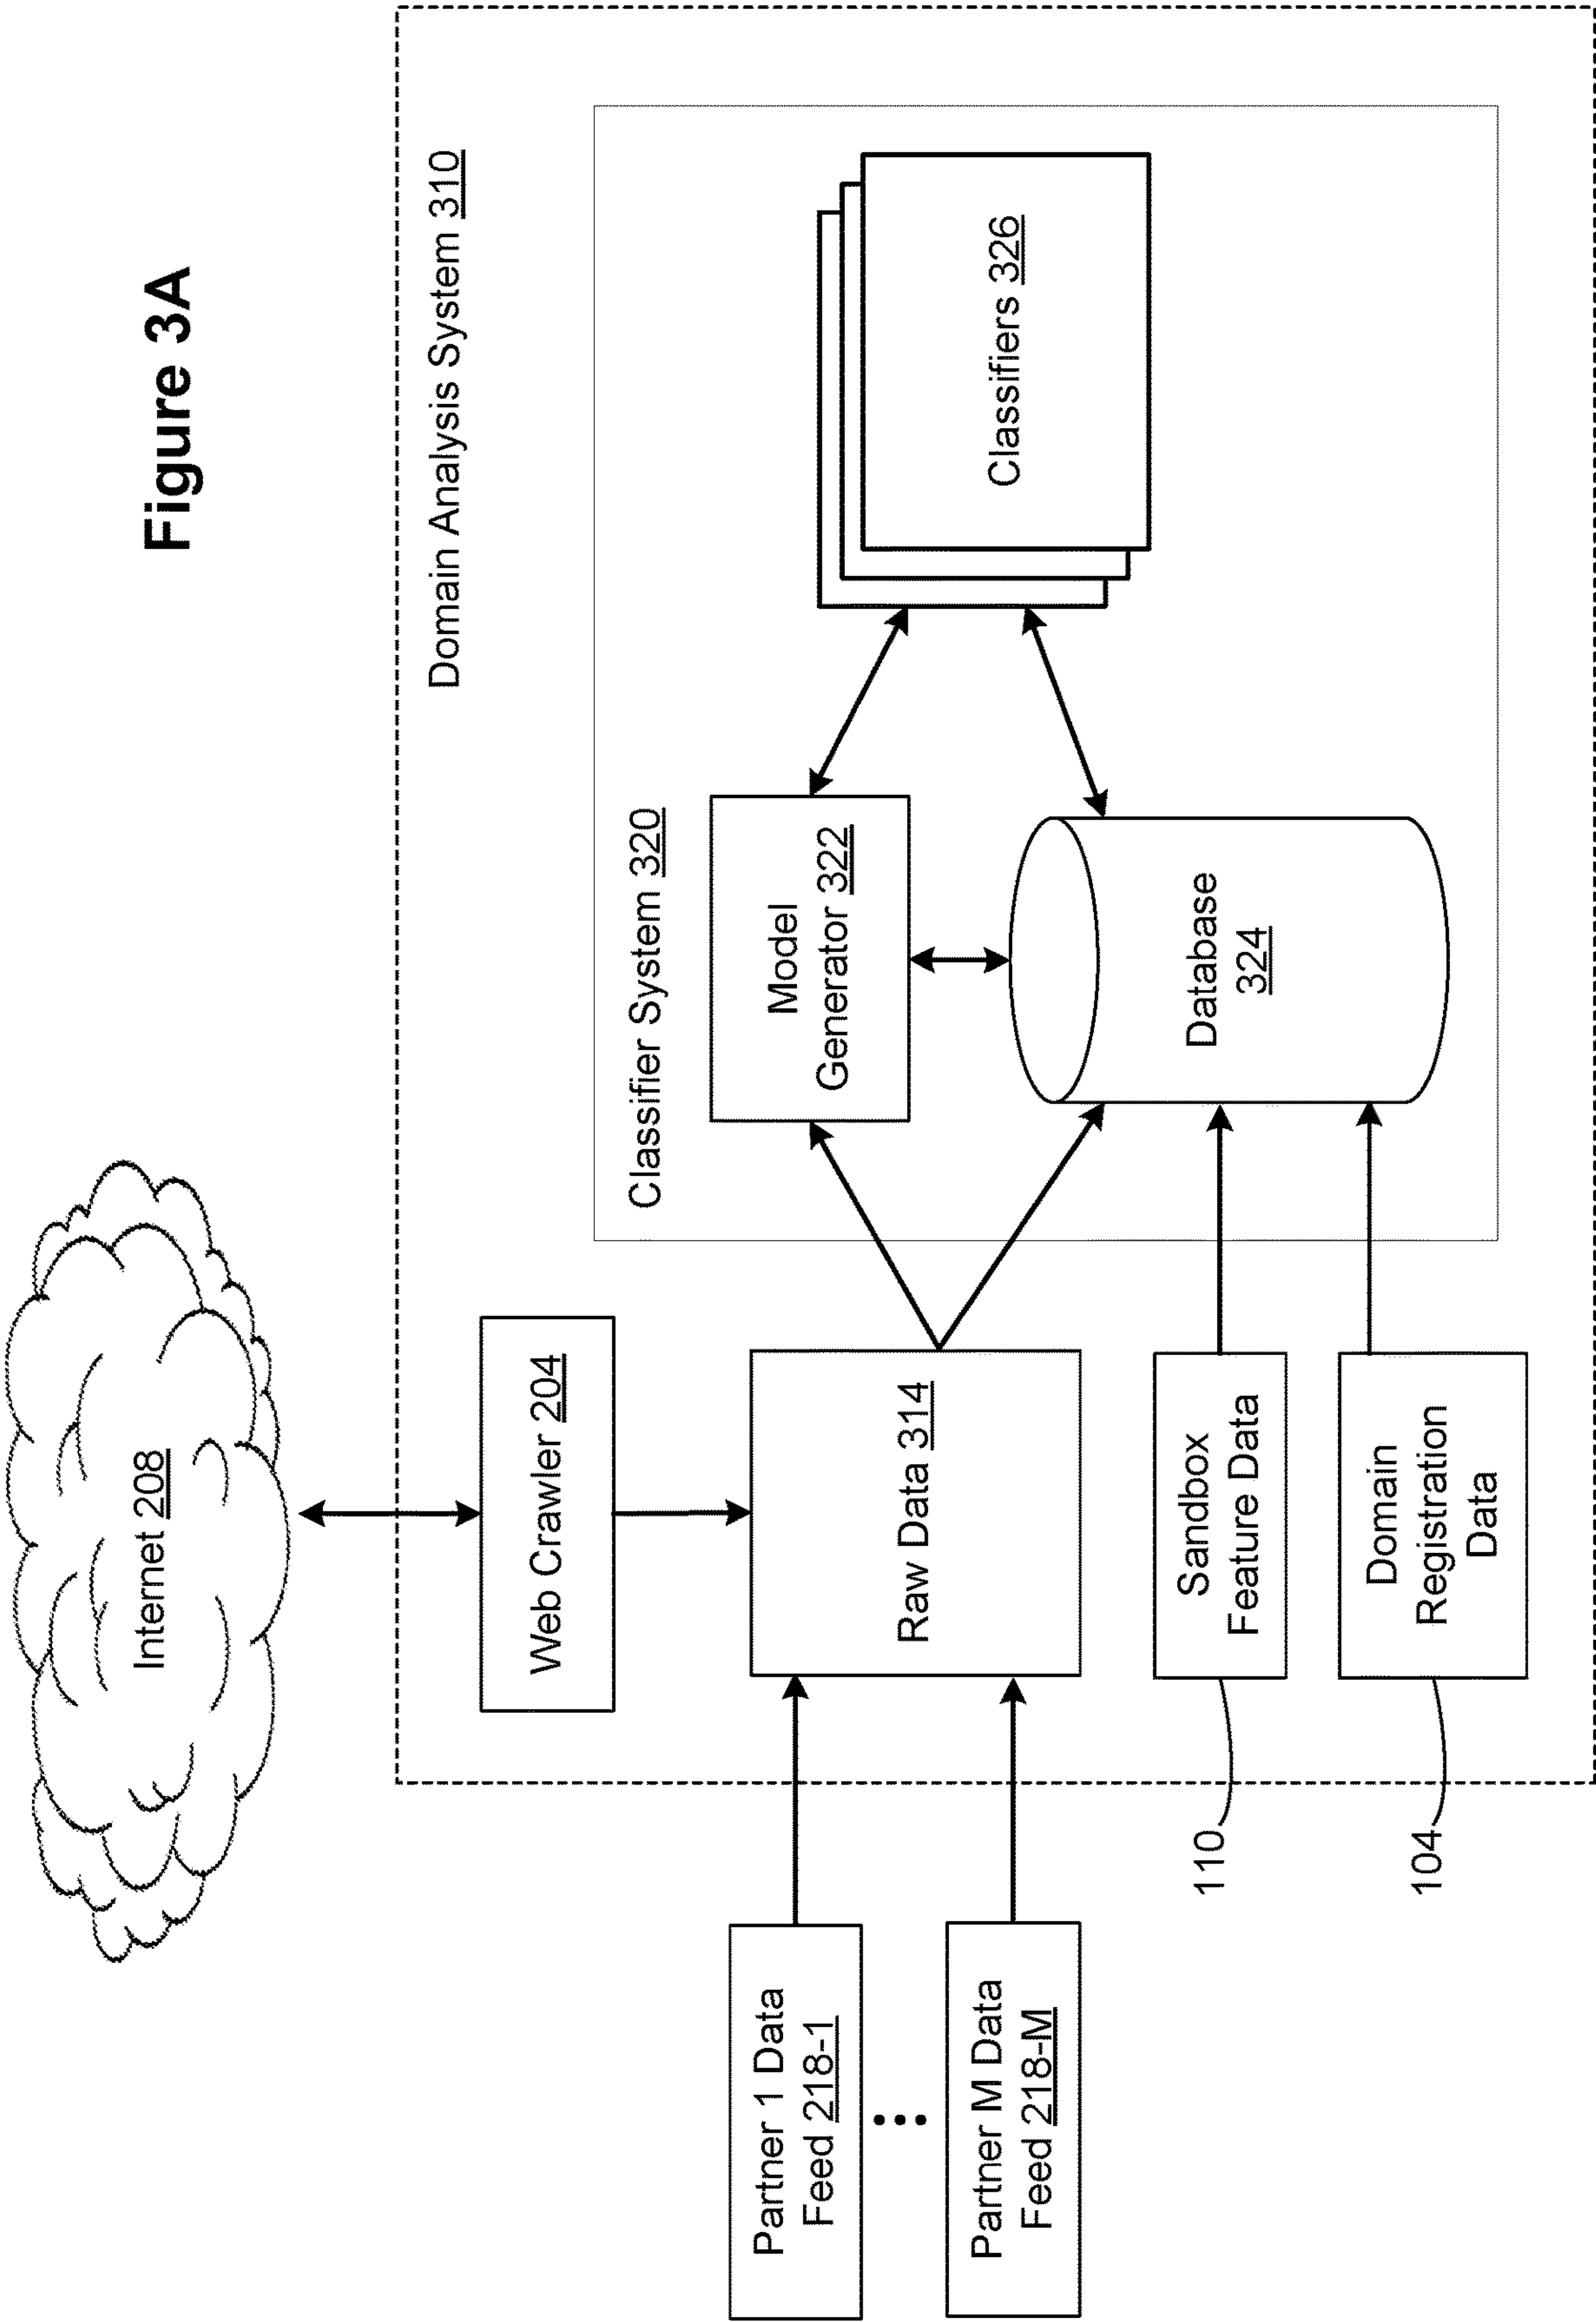 Figure 3A
Internet 208
Domain Analysis System 310
Web Crawler 204
Classifier System 320
Partner 1 Data
Feed 218-1
Partner M Data
Feed 218-M
Raw Data 314
Model
Generator 322
Classifiers 326
Database
324
110
Sandbox
Feature Data
104
Domain
Registration
Data